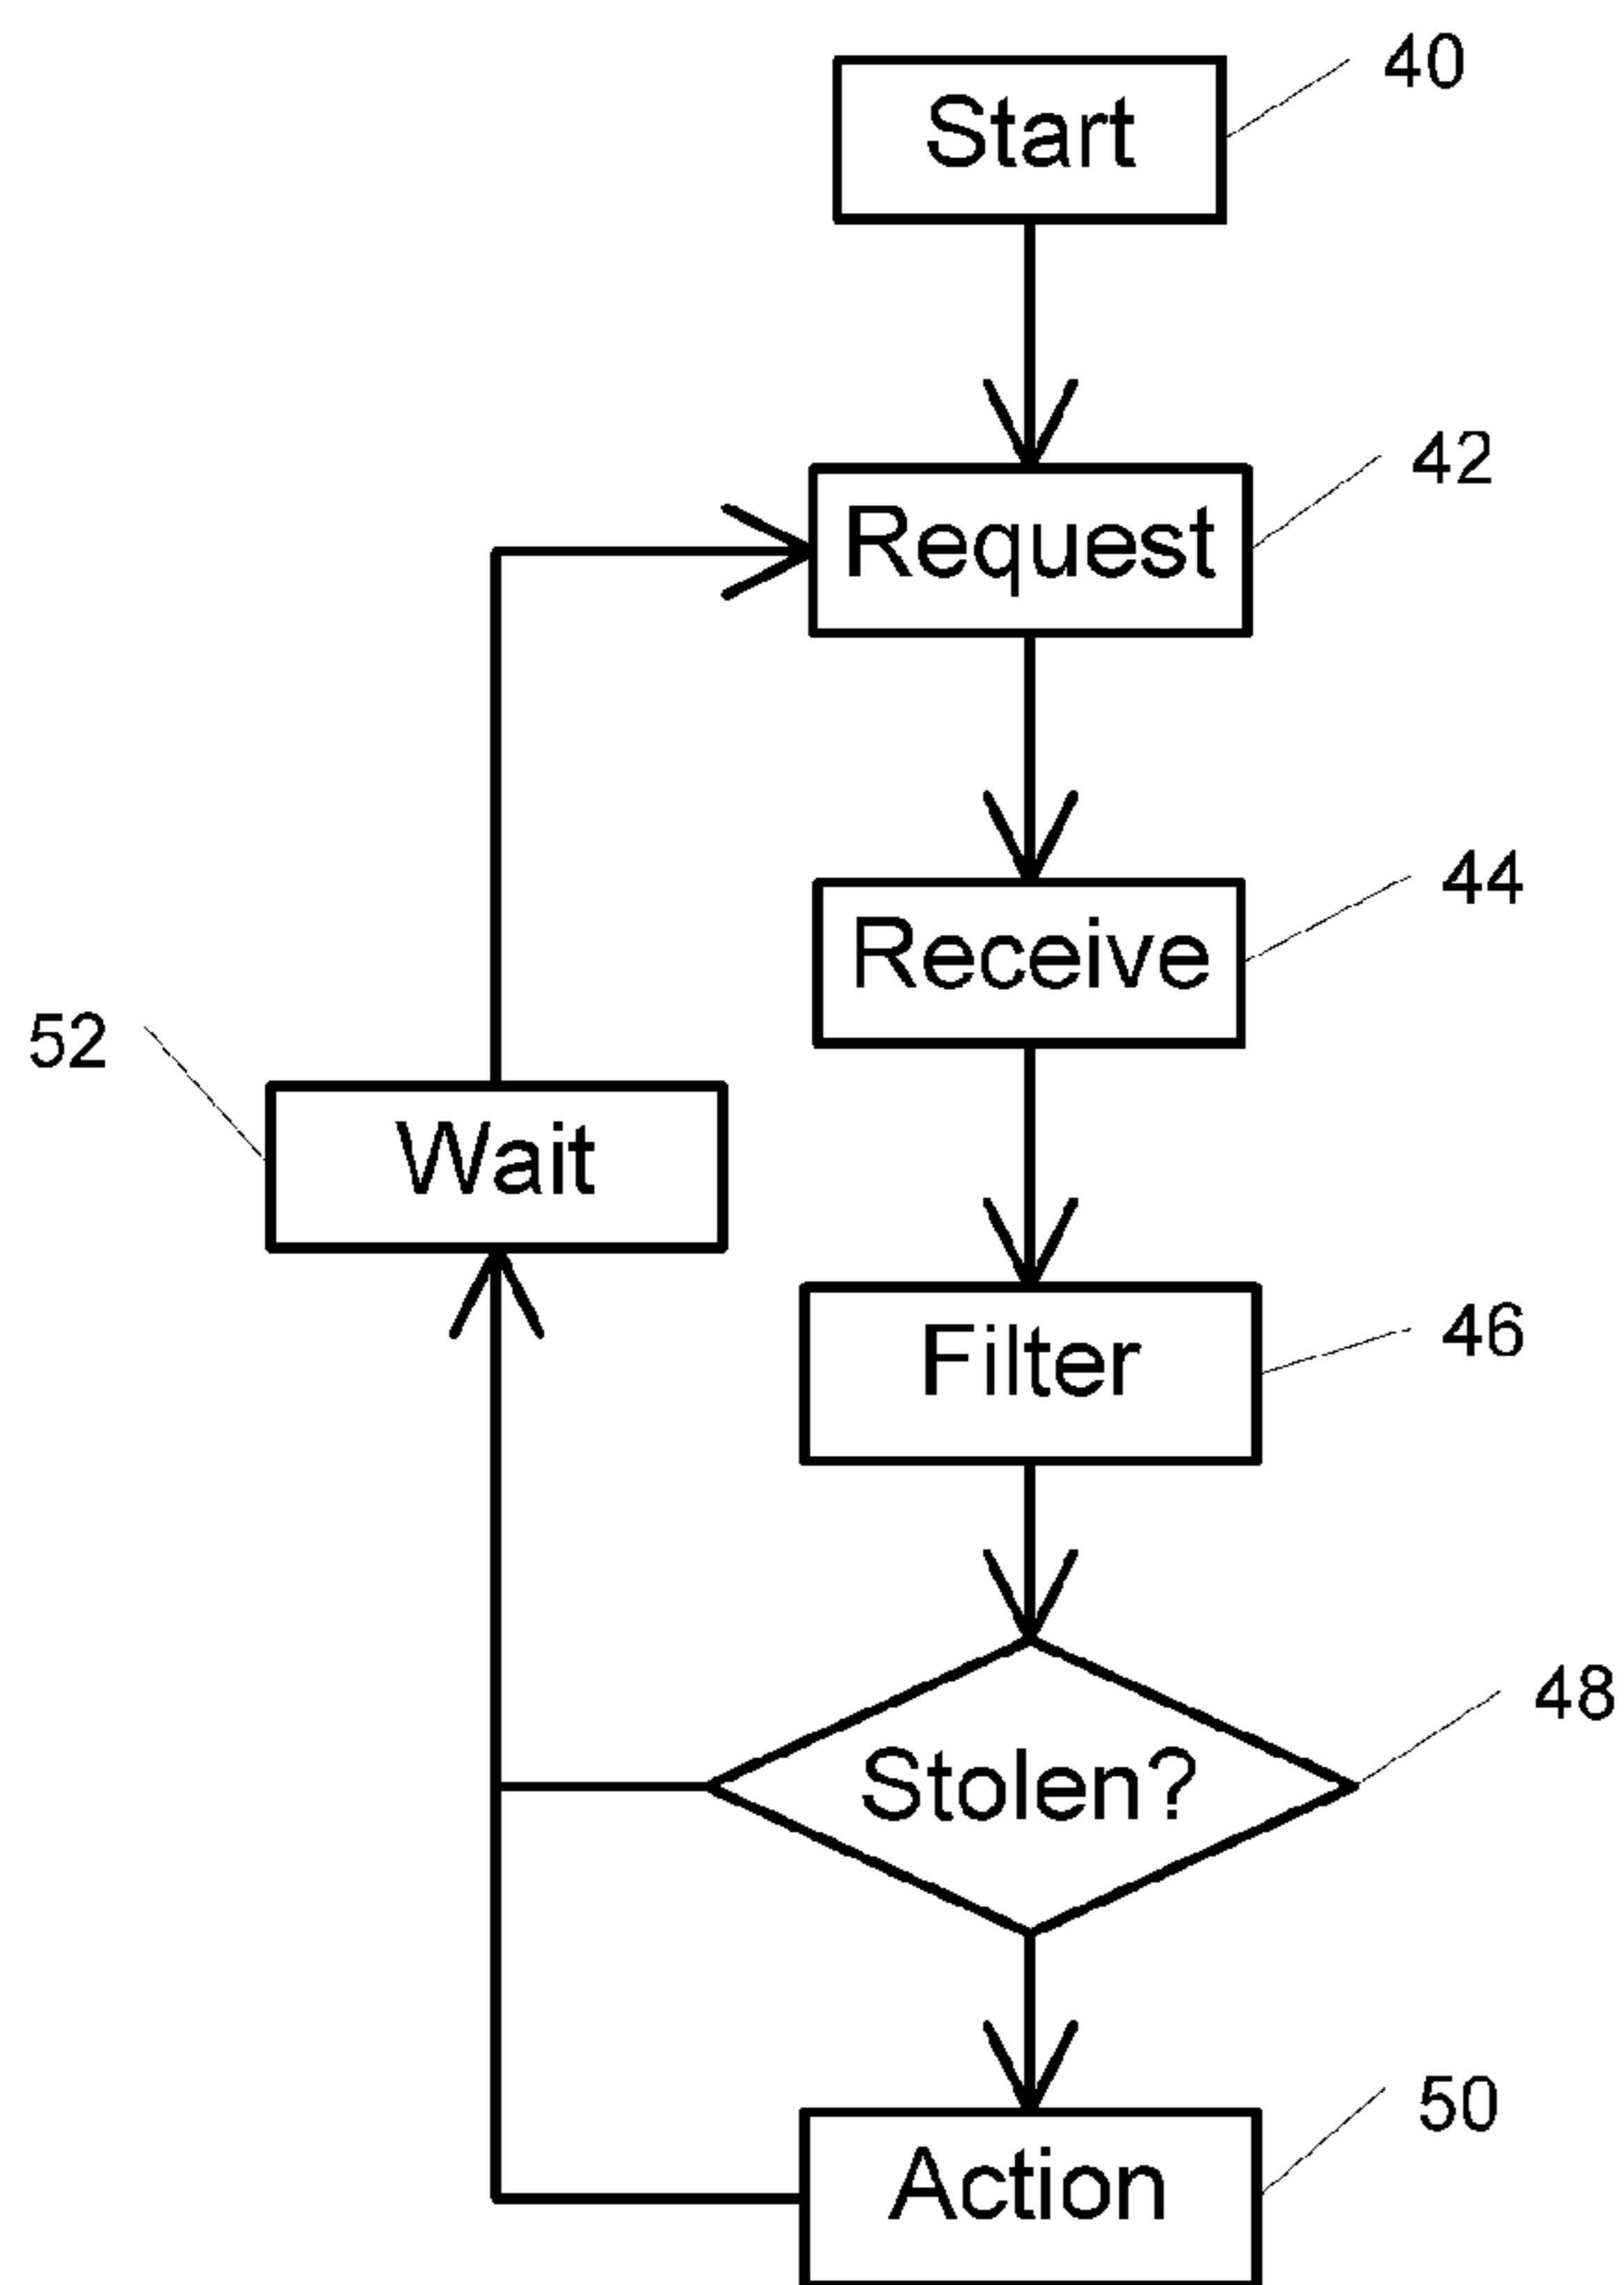 40
Start
42
Request
44
Receive
52
Wait
46
Filter
48
Stolen?
50
Action